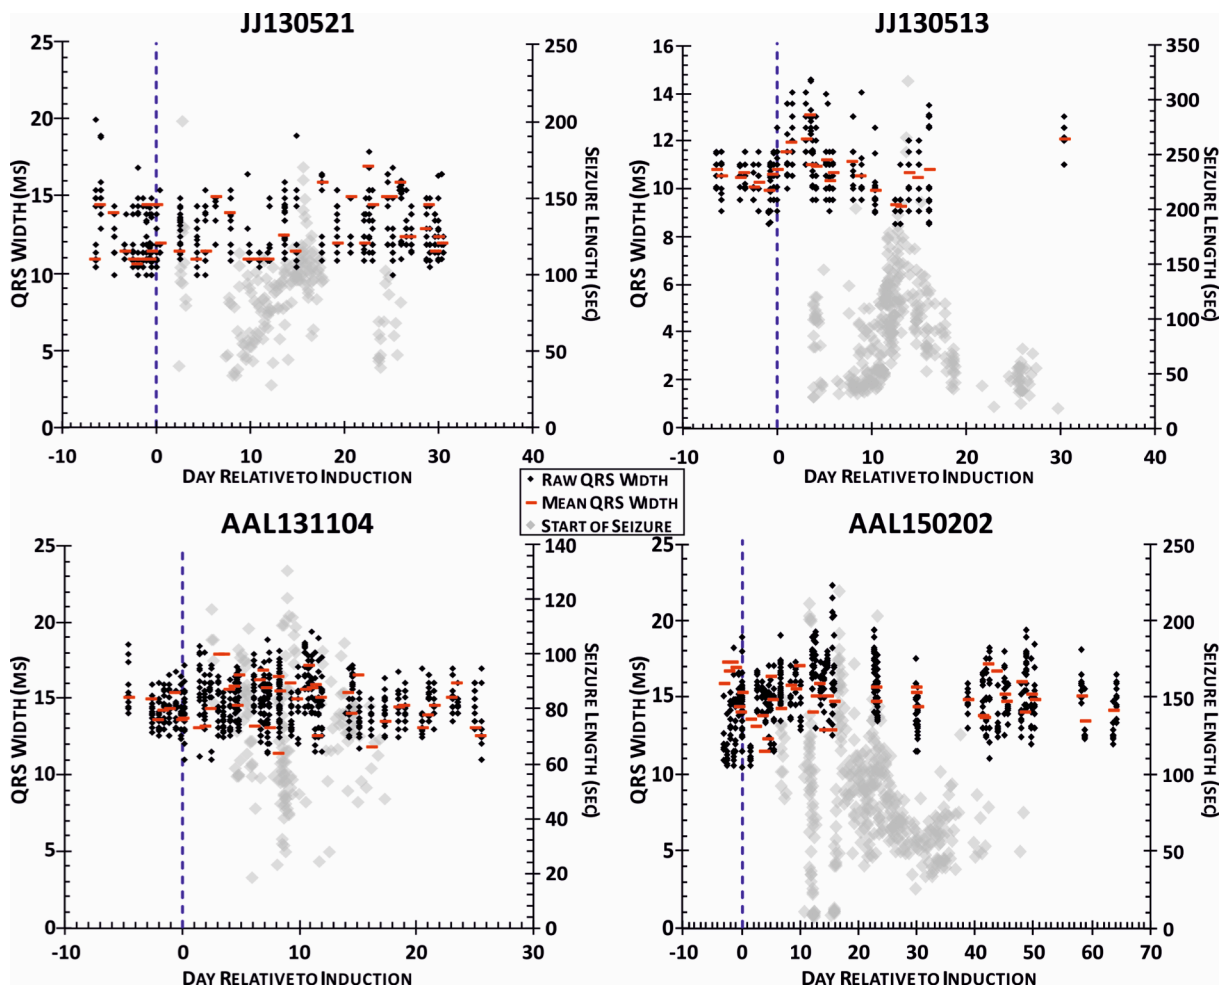 JJ130521
JJ130513
25
20
15
10
5
0
QRS WIDTH (MS)
250
200
150
100
50
0
SEIZURE LENGTH (SEC)
-10 0 10 20 30 40
DAY RELATIVE TO INDUCTION
16
14
12
10
8
6
4
2
0
QRS WIDTH (MS)
350
300
250
200
150
100
50
0
SEIZURE LENGTH (SEC)
-10 0 10 20 30 40
DAY RELATIVE TO INDUCTION
RAW QRS WIDTH
MEAN QRS WIDTH
START OF SEIZURE
AAL131104
AAL150202
25
20
15
10
5
0
QRS WIDTH (MS)
140
120
100
80
60
40
20
0
SEIZURE LENGTH (SEC)
-10 0 10 20 30
DAY RELATIVE TO INDUCTION
25
20
15
10
5
0
QRS WIDTH (MS)
250
200
150
100
50
0
SEIZURE LENGTH (SEC)
-10 0 10 20 30 40 50 60 70
DAY RELATIVE TO INDUCTION